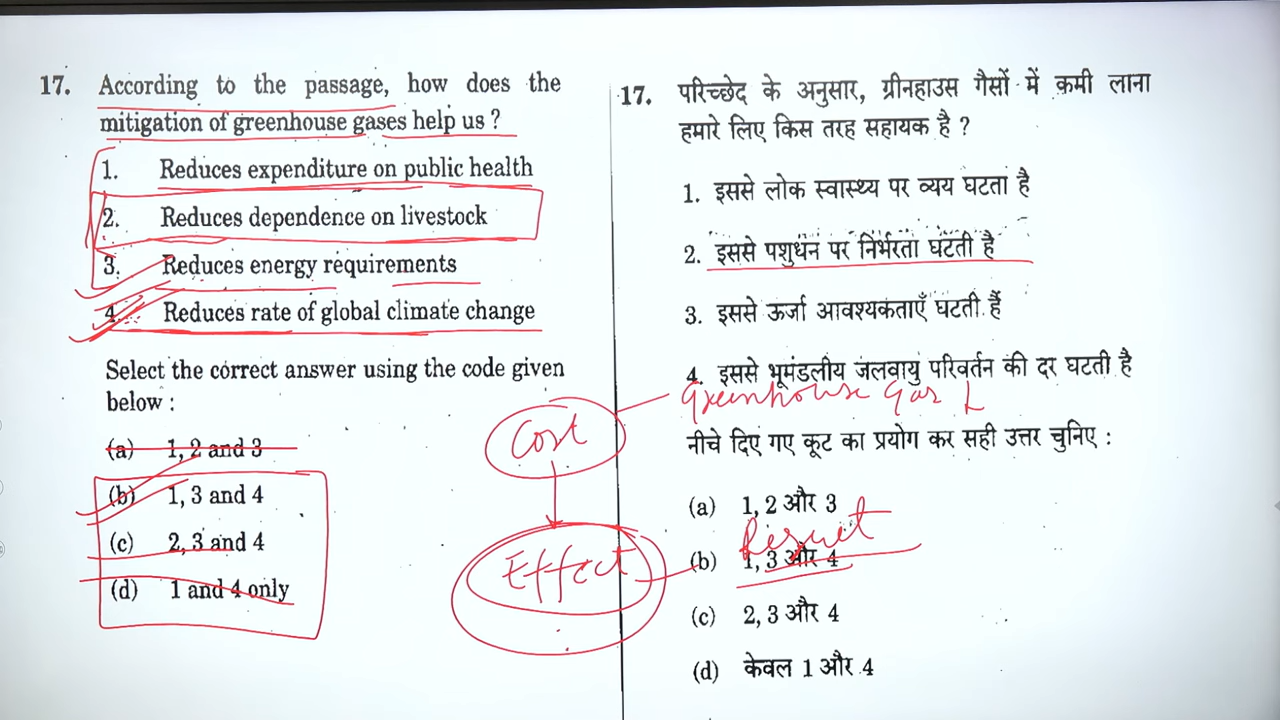 17. According to the passage, how does the
mitigation of greenhouse gases help us ?
1. Reduces expenditure on public health
2. Reduces dependence on livestock
3. Reduces energy requirements
4. Reduces rate of global climate change
Select the correct answer using the code given
below :
(a) 1, 2 and 3
(b) 1, 3 and 4
(c) 2, 3 and 4
(d) 1 and 4 only
Effect
17. परिच्छेद के अनुसार, ग्रीनहाउस गैसों में कमी लाना
हमारे लिए किस तरह सहायक है ?
1. इससे लोक स्वास्थ्य पर व्यय घटता है
2. इससे पशुधन पर निर्भरता घटती है
3. इससे ऊर्जा आवश्यकताएँ घटती हैं
4. इससे भूमंडलीय जलवायु परिवर्तन की दर घटती है
Greenhouse Gas
नीचे दिए गए कूट का प्रयोग कर सही उत्तर चुनिए :
(a) 1, 2 और 3
(b) 1, 3 और 4
(c) 2, 3 और 4
(d) केवल 1 और 4